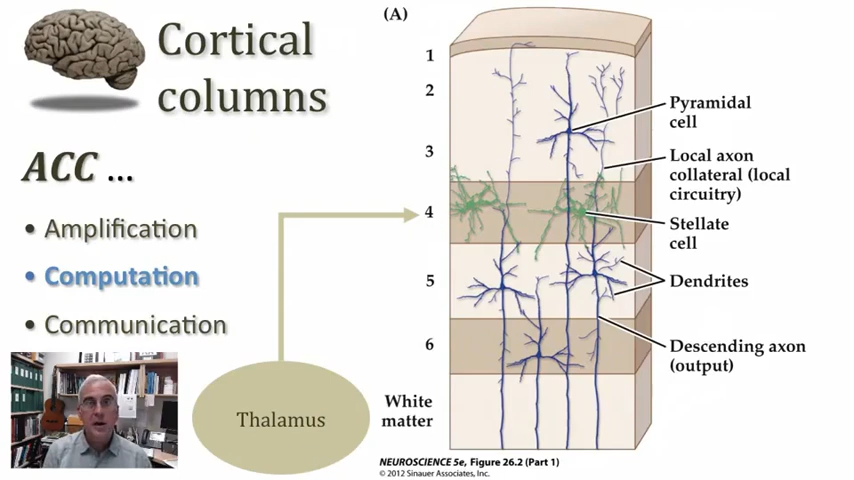 Cortical
columns
ACC ...
• Amplification
• Computation
• Communication
Thalamus
(A)
1
2
3
4
5
6
White
matter
Pyramidal
cell
Local axon
collateral (local
circuitry)
Stellate
cell
Dendrites
Descending axon
(output)
NEUROSCIENCE 5e, Figure 26.2 (Part 1)
© 2012 Sinauer Associates, Inc.